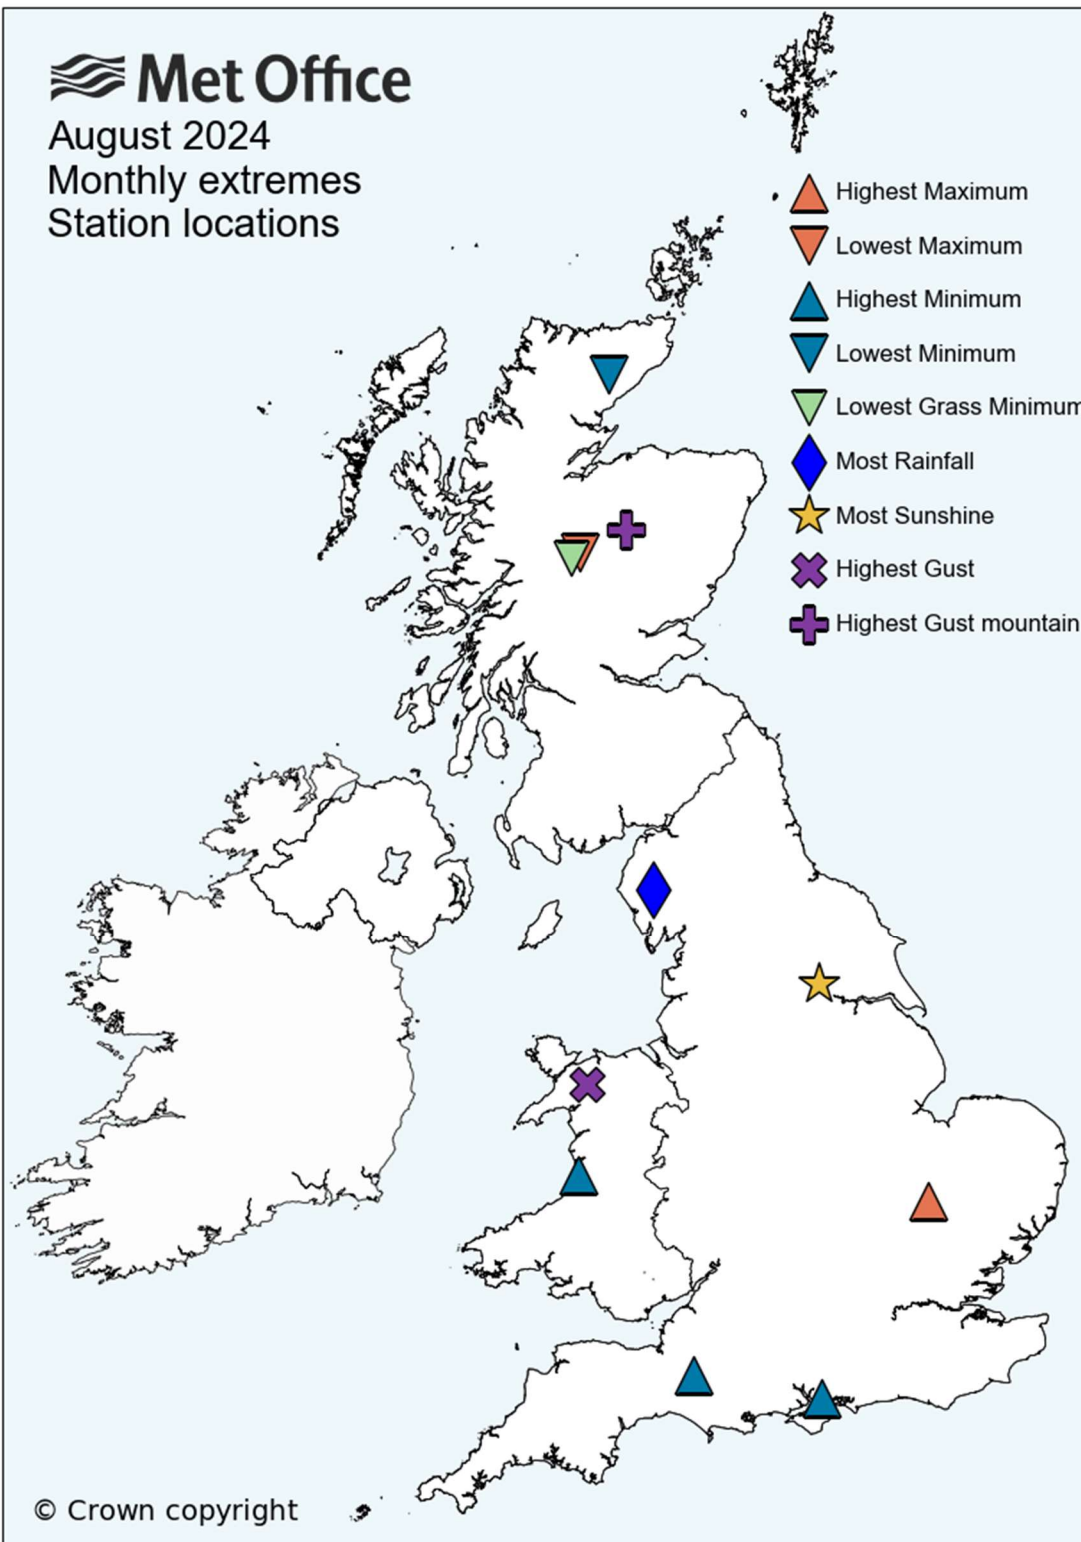 Met Office
August 2024
Monthly extremes
Station locations
Highest Maximum
Lowest Maximum
Highest Minimum
Lowest Minimum
Lowest Grass Minimum
Most Rainfall
Most Sunshine
Highest Gust
Highest Gust mountain
© Crown copyright